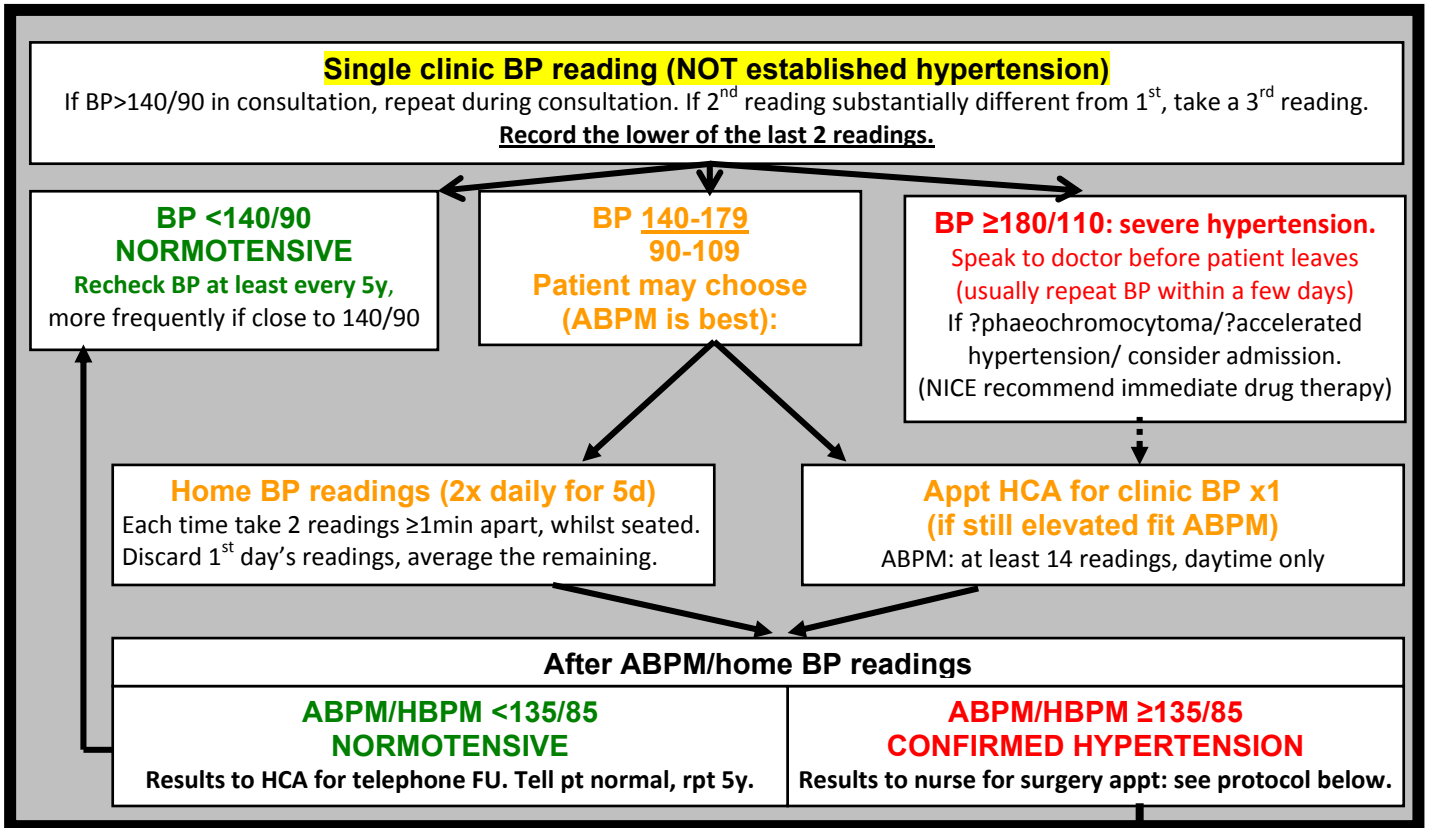 Single clinic BP reading (NOT established hypertension)
If BP>140/90 in consultation, repeat during consultation. If 2nd reading substantially different from 1st, take a 3rd reading.
Record the lower of the last 2 readings.
BP <140/90
NORMOTENSIVE
Recheck BP at least every 5y,
more frequently if close to 140/90
BP 140-179
90-109
Patient may choose
(ABPM is best):
BP ≥180/110: severe hypertension.
Speak to doctor before patient leaves
(usually repeat BP within a few days)
If ?phaeochromocytoma/?accelerated
hypertension/ consider admission.
(NICE recommend immediate drug therapy)
Home BP readings (2x daily for 5d)
Each time take 2 readings ≥1min apart, whilst seated.
Discard 1st day's readings, average the remaining.
Appt HCA for clinic BP x1
(if still elevated fit ABPM)
ABPM: at least 14 readings, daytime only
After ABPM/home BP readings
ABPM/HBPM <135/85
NORMOTENSIVE
Results to HCA for telephone FU. Tell pt normal, rpt 5y.
ABPM/HBPM ≥135/85
CONFIRMED HYPERTENSION
Results to nurse for surgery appt: see protocol below.